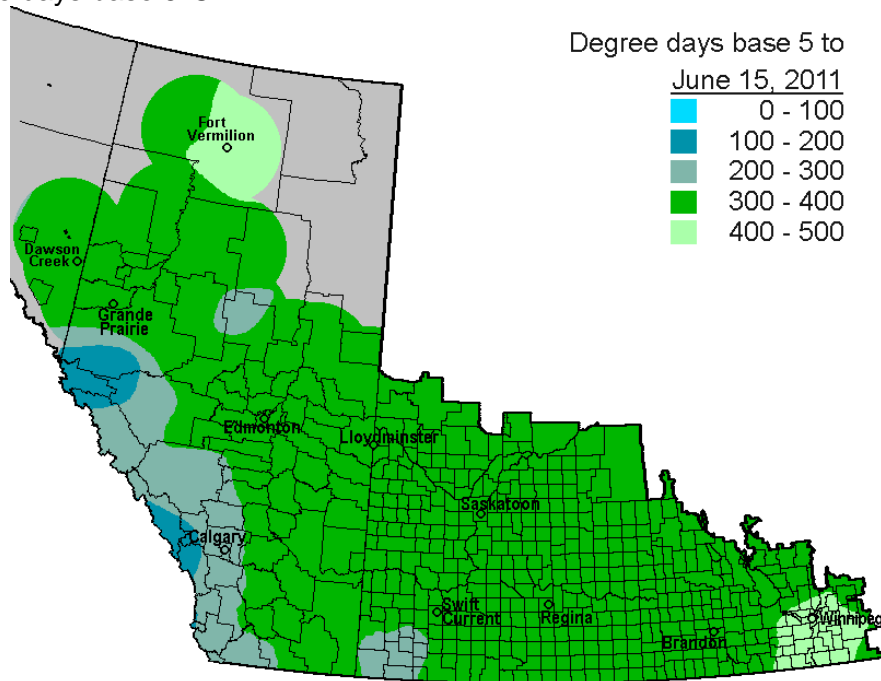 Degree days base 5 to
June 15, 2011
0 - 100
100 - 200
200 - 300
300 - 400
400 - 500
Fort
Vermilion
Dawson
Creek
Grande
Prairie
Edmonton
Lloydminster
Saskatoon
Calgary
Swift
Current
Regina
Brandon
Winnipeg